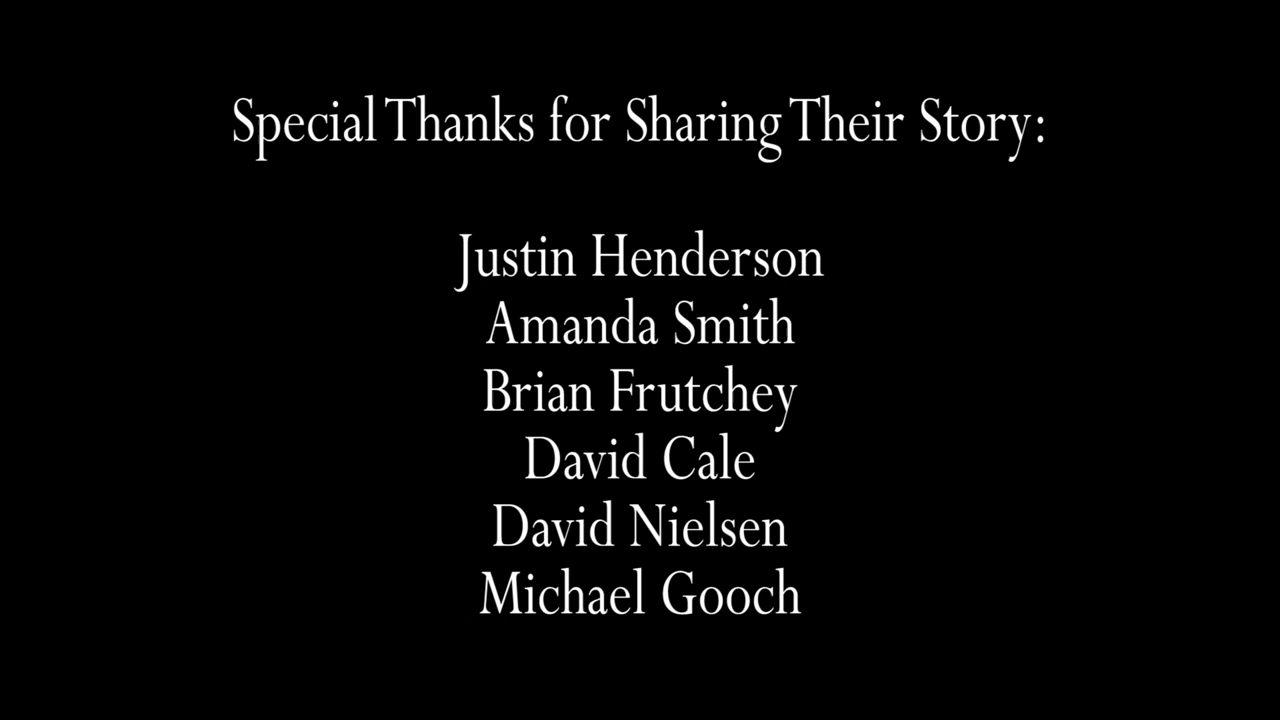 Special Thanks for Sharing Their Story:
Justin Henderson
Amanda Smith
Brian Frutchey
David Cale
David Nielsen
Michael Gooch